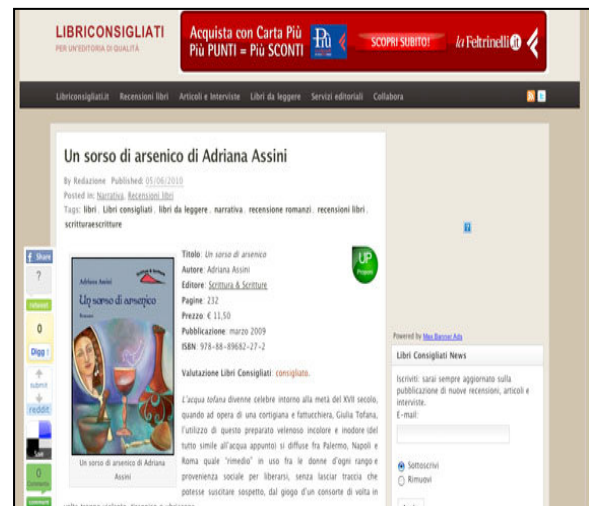 LIBRICONSIGLIATI
PER UN'EDITORIA DI QUALITÀ
Acquista con Carta Più
Più PUNTI = Più SCONTI
Più
SCOPRI SUBITO!
la Feltrinelli.it
Libriconsigliati.it Recensioni libri Articoli e Interviste Libri da leggere Servizi editoriali Collabora
Un sorso di arsenico di Adriana Assini
By Redazione Published: 05/06/2010
Posted in: Narrativa, Recensioni libri
Tags: libri, Libri consigliati, libri da leggere, narrativa, recensione romanzi, recensioni libri,
scritturaescritture
Share
?
retweet
0
Digg
submit
reddit
0
Adriana Assini
Un sorso di arsenico
Romanzo
Un sorso di arsenico di Adriana
Assini
Titolo: Un sorso di arsenico
Autore: Adriana Assini
Editore: Scrittura & Scritture
Pagine: 232
Prezzo: € 11,50
Pubblicazione: marzo 2009
ISBN: 978-88-89682-27-2
UP
Valutazione Libri Consigliati: consigliato.
L'acqua tofana divenne celebre intorno alla metà del XVII secolo,
quando ad opera di una cortigiana e fattucchiera, Giulia Tofana,
l'utilizzo di questo preparato velenoso incolore e inodore (del
tutto simile all'acqua appunto) si diffuse fra Palermo, Napoli e
Roma quale "rimedio" in uso fra le donne d'ogni rango e
provenienza sociale per liberarsi, senza lasciar traccia che
potesse suscitare sospetto, dal giogo d'un consorte di volta in
Powered by Max Banner Ads
Libri Consigliati News
Iscriviti: sarai sempre aggiornato sulla
pubblicazione di nuove recensioni, articoli e
interviste.
E-mail:
Sottoscrivi
Rimuovi